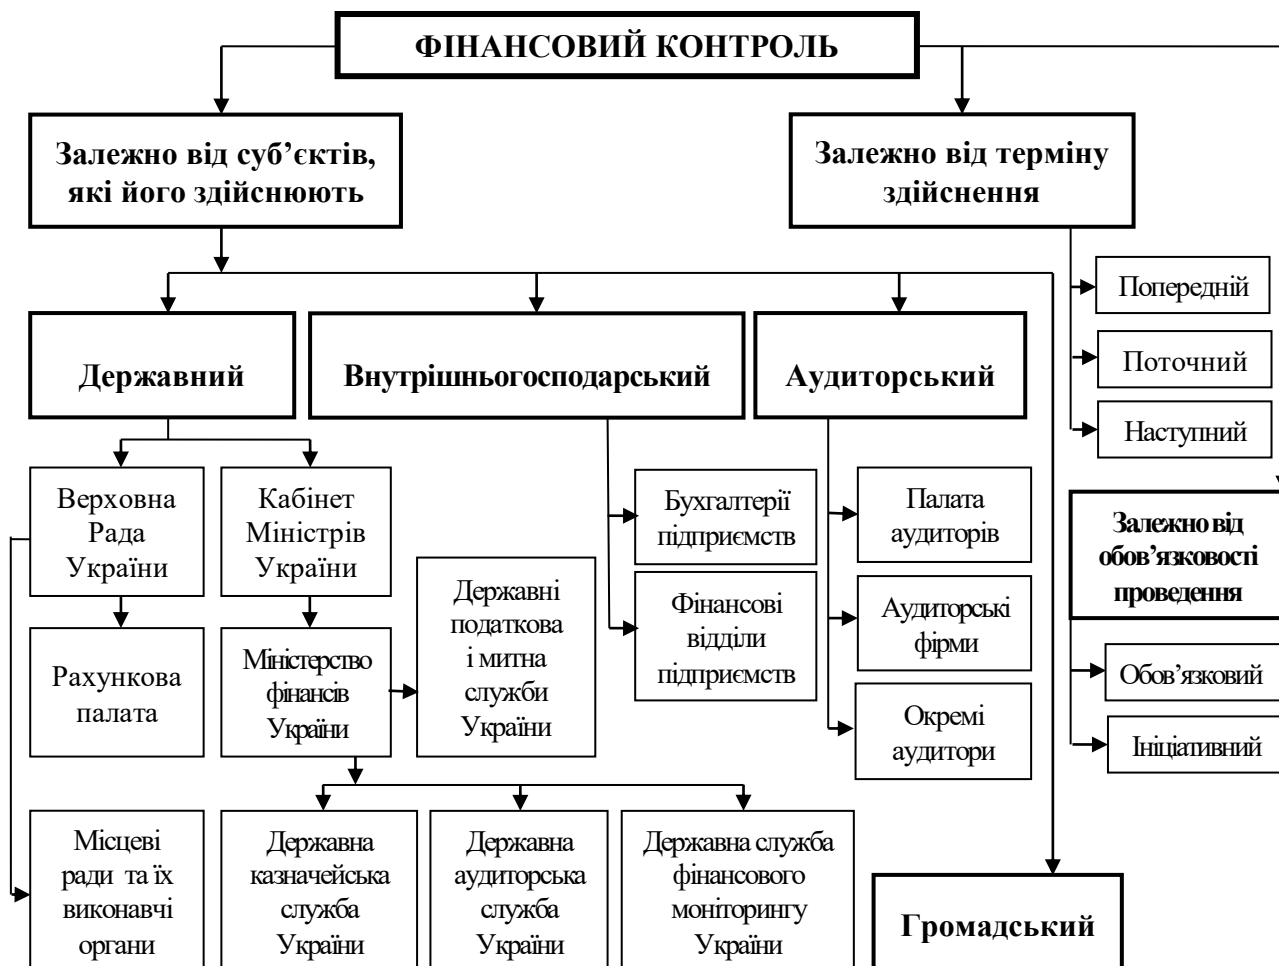 ФІНАНСОВИЙ КОНТРОЛЬ
Залежно від суб’єктів,
які його здійснюють
Залежно від терміну
здійснення
Попередній
Поточний
Наступний
Державний
Внутрішньогосподарський
Аудиторський
Верховна
Рада
України
Кабінет
Міністрів
України
Бухгалтерії
підприємств
Палата
аудиторів
Залежно від
обов’язковості
проведення
Рахункова
палата
Міністерство
фінансів
України
Державні
податкова
і митна
служби
України
Фінансові
відділи
підприємств
Аудиторські
фірми
Окремі
аудитори
Обов’язковий
Ініціативний
Місцеві
ради та їх
виконавчі
органи
Державна
казначейська
служба
України
Державна
аудиторська
служба
України
Державна служба
фінансового
моніторингу
України
Громадський